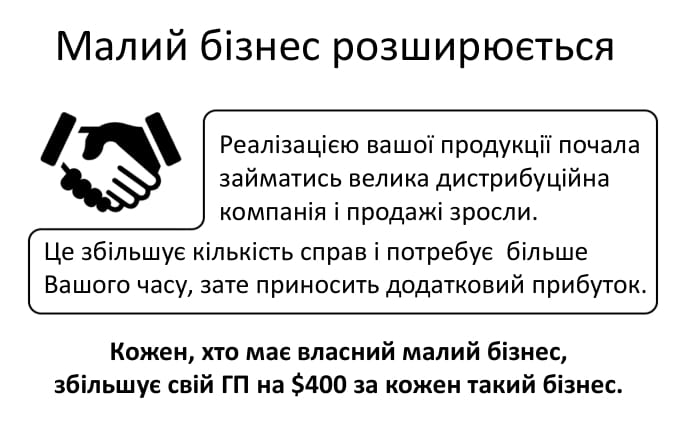 Малий бізнес розширюється
Реалізацією вашої продукції почала
займатись велика дистрибуційна
компанія і продажі зросли.
Це збільшує кількість справ і потребує більше
Вашого часу, зате приносить додатковий прибуток.
Кожен, хто має власний малий бізнес,
збільшує свій ГП на $400 за кожен такий бізнес.